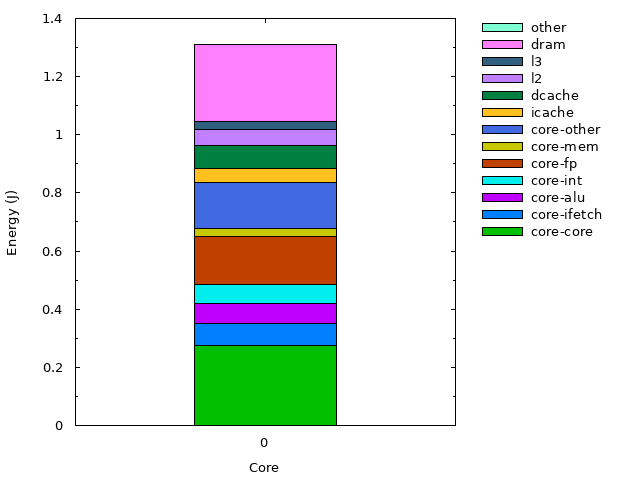 1.4
1.2
1
0.8
0.6
0.4
0.2
0
Energy (J)
0
Core
other
dram
l3
l2
dcache
icache
core-other
core-mem
core-fp
core-int
core-alu
core-ifetch
core-core